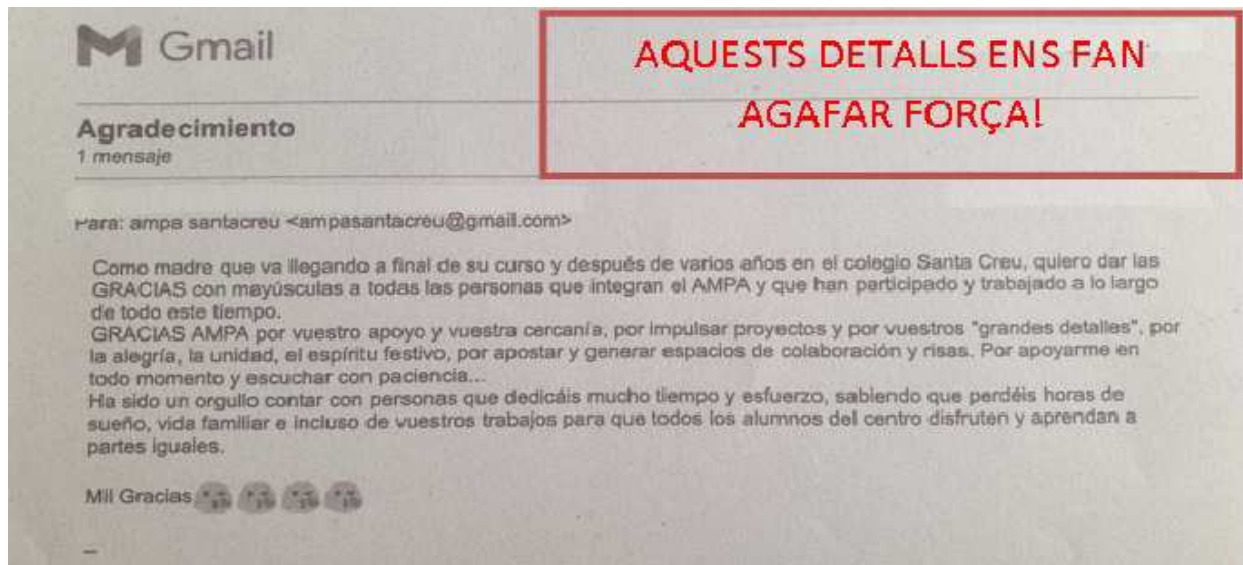 Gmail
AQUESTS DETALLS ENS FAN
AGAFAR FORÇA!
Agradecimiento
1 mensaje
Para: ampa santacreu <ampasantacreu@gmail.com>
Como madre que va llegando a final de su curso y después de varios años en el colegio Santa Creu, quiero dar las
GRACIAS con mayúsculas a todas las personas que integran el AMPA y que han participado y trabajado a lo largo
de todo este tiempo.
GRACIAS AMPA por vuestro apoyo y vuestra cercanía, por impulsar proyectos y por vuestros "grandes detalles", por
la alegría, la unidad, el espíritu festivo, por apostar y generar espacios de colaboración y risas. Por apoyarme en
todo momento y escuchar con paciencia...
Ha sido un orgullo contar con personas que dedicáis mucho tiempo y esfuerzo, sabiendo que perdéis horas de
sueño, vida familiar e incluso de vuestros trabajos para que todos los alumnos del centro disfruten y aprendan a
partes iguales.
Mil Gracias